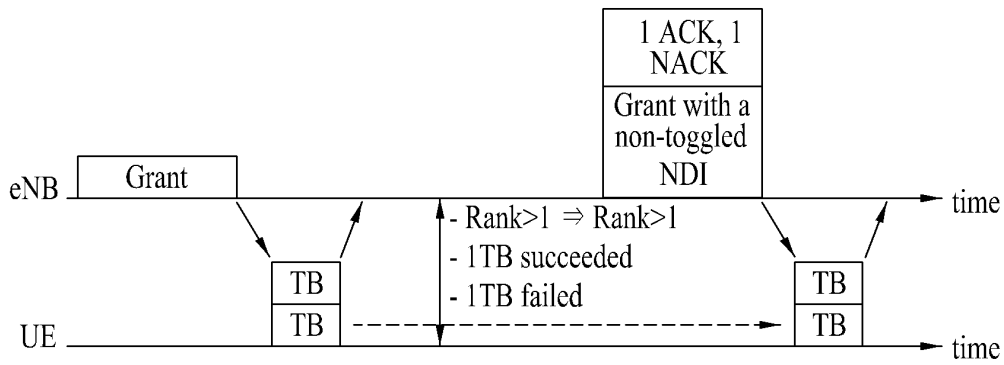 1 ACK, 1
NACK
Grant with a
non-toggled
NDI
Grant
eNB
time
- Rank>1 ⇒ Rank>1
- 1TB succeeded
- 1TB failed
TB
TB
TB
TB
UE
time